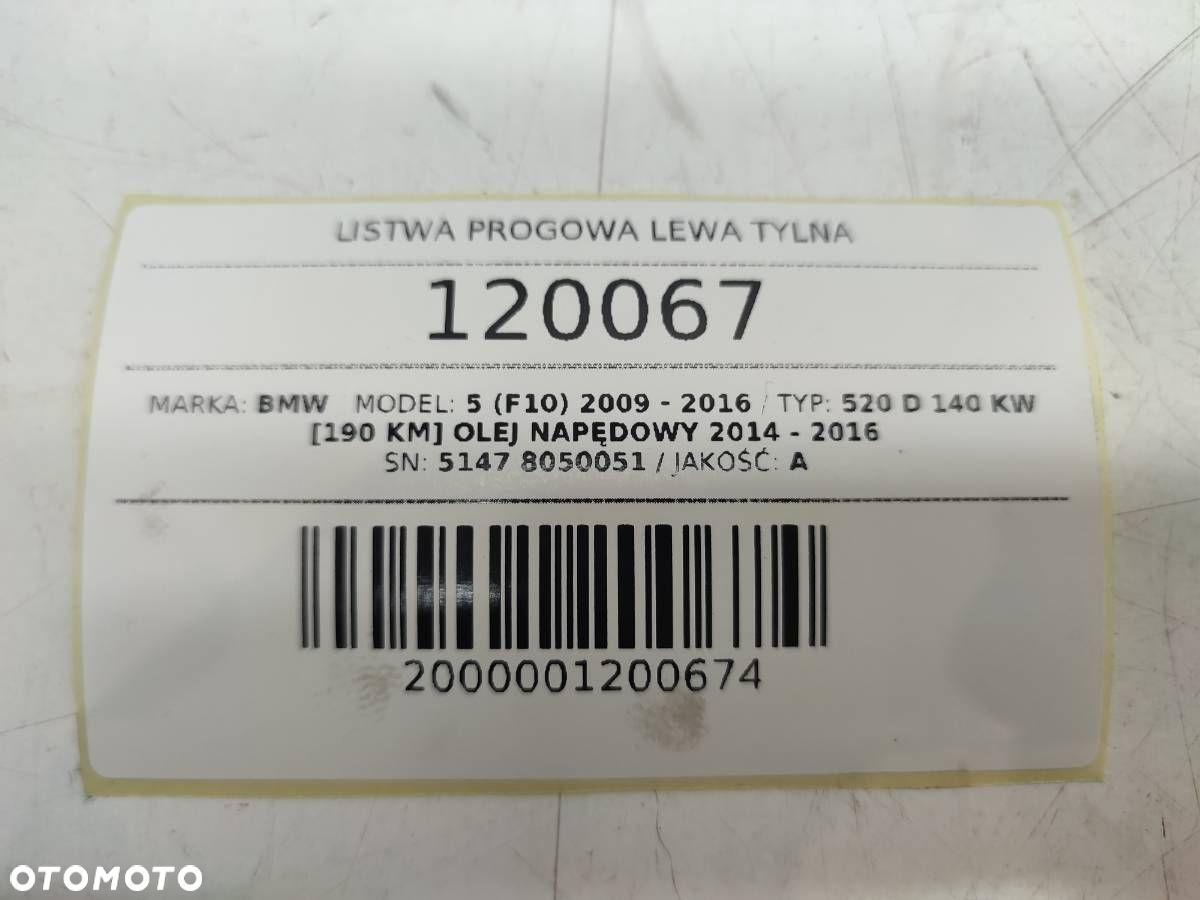 LISTWA PROGOWA LEWA TYLNA
120067
MARKA: BMW MODEL: 5 (F10) 2009 - 2016 / TYP: 520 D 140 KW
[190 KM] OLEJ NAPĘDOWY 2014 - 2016
SN: 5147 8050051 / JAKOŚĆ: A
2000001200674
OTOMOTO